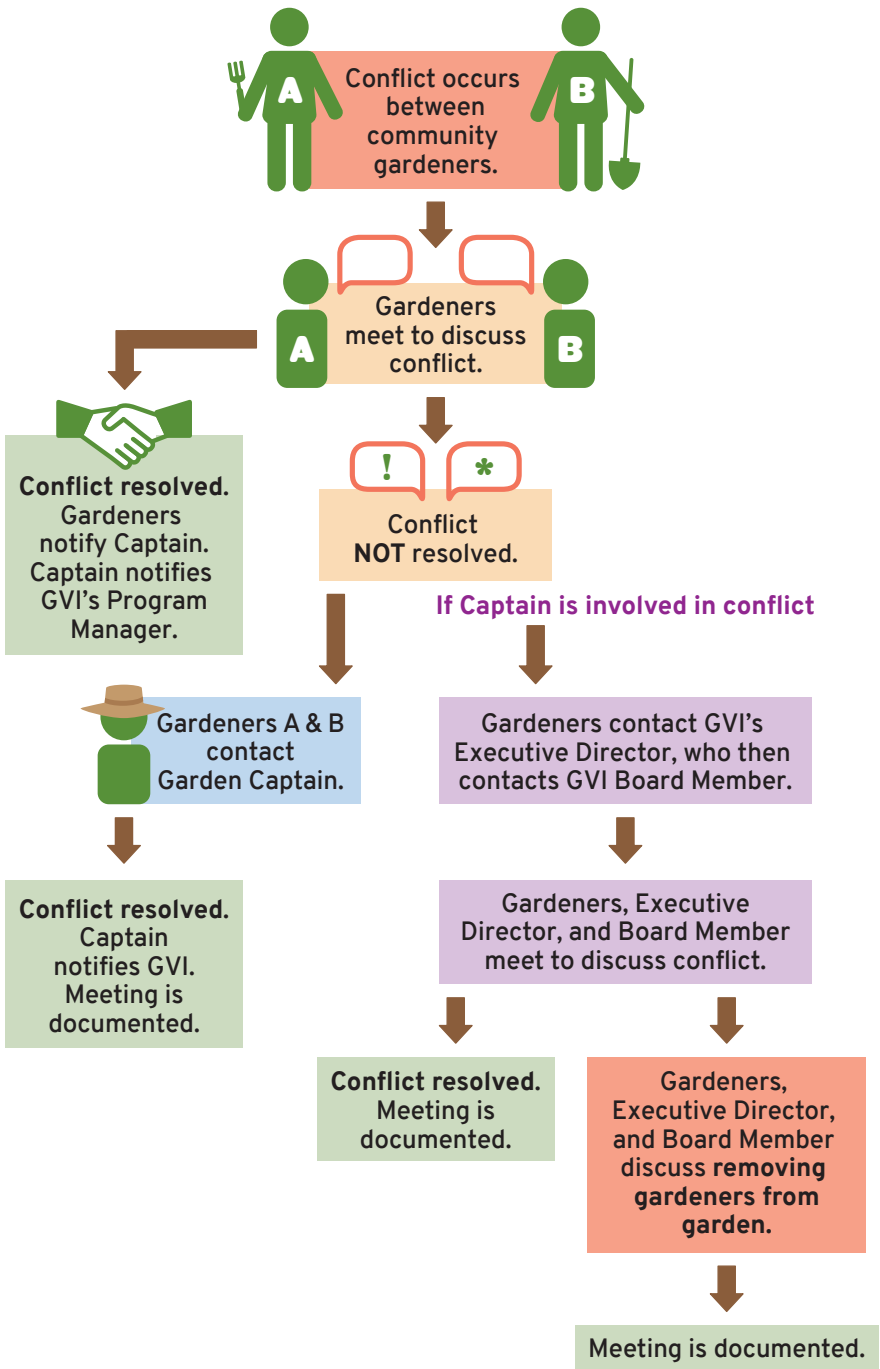 A
B
Conflict occurs
between
community
gardeners.
Gardeners
meet to discuss
conflict.
A
B
Conflict resolved.
Gardeners
notify Captain.
Captain notifies
GVI's Program
Manager.
!
*
Conflict
NOT resolved.
If Captain is involved in conflict
Gardeners A & B
contact
Garden Captain.
Gardeners contact GVI's
Executive Director, who then
contacts GVI Board Member.
Conflict resolved.
Captain
notifies GVI.
Meeting is
documented.
Gardeners, Executive
Director, and Board Member
meet to discuss conflict.
Conflict resolved.
Meeting is
documented.
Gardeners,
Executive Director,
and Board Member
discuss removing
gardeners from
garden.
Meeting is documented.